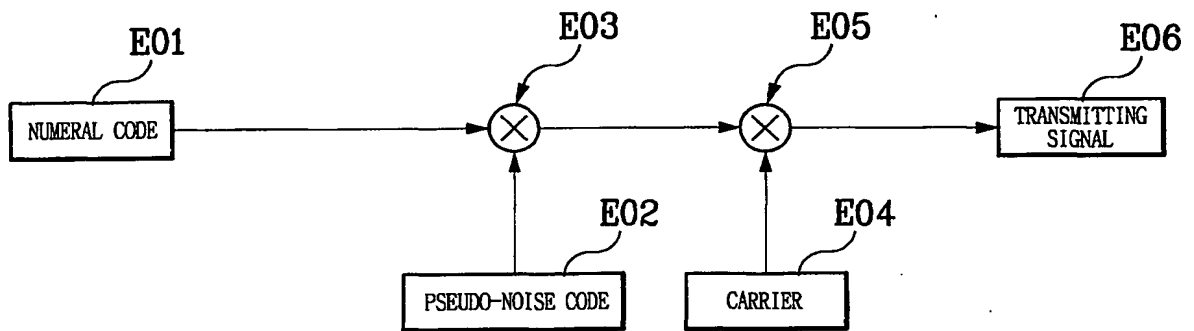 E01
E03
E05
E06
NUMERAL CODE
TRANSMITTING
SIGNAL
E02
E04
PSEUDO-NOISE CODE
CARRIER